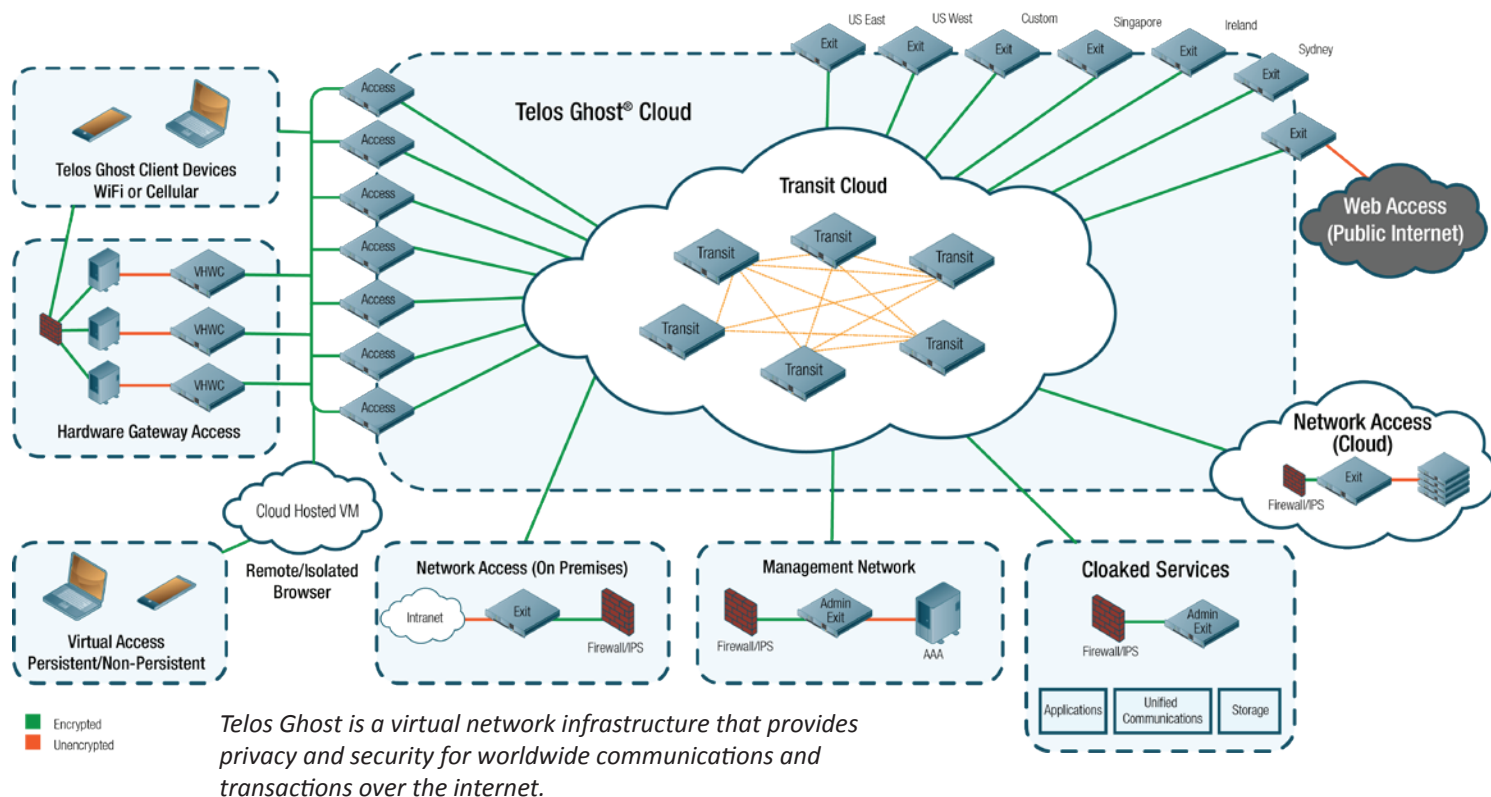 US East
US West
Custom
Singapore
Ireland
Sydney
Exit
Exit
Exit
Exit
Exit
Exit
Exit
Telos Ghost® Cloud
Access
Access
Access
Access
Access
Access
Access
Telos Ghost Client Devices
WiFi or Cellular
Transit Cloud
Transit
Transit
Transit
Transit
Transit
Transit
Web Access
(Public Internet)
VHWC
VHWC
VHWC
Hardware Gateway Access
Network Access
(Cloud)
Firewall/IPS
Exit
Cloud Hosted VM
Remote/Isolated
Browser
Virtual Access
Persistent/Non-Persistent
Network Access (On Premises)
Intranet
Exit
Firewall/IPS
Management Network
Firewall/IPS
Admin
Exit
AAA
Cloaked Services
Firewall/IPS
Admin
Exit
Applications
Unified
Communications
Storage
Encrypted
Unencrypted
Telos Ghost is a virtual network infrastructure that provides
privacy and security for worldwide communications and
transactions over the internet.